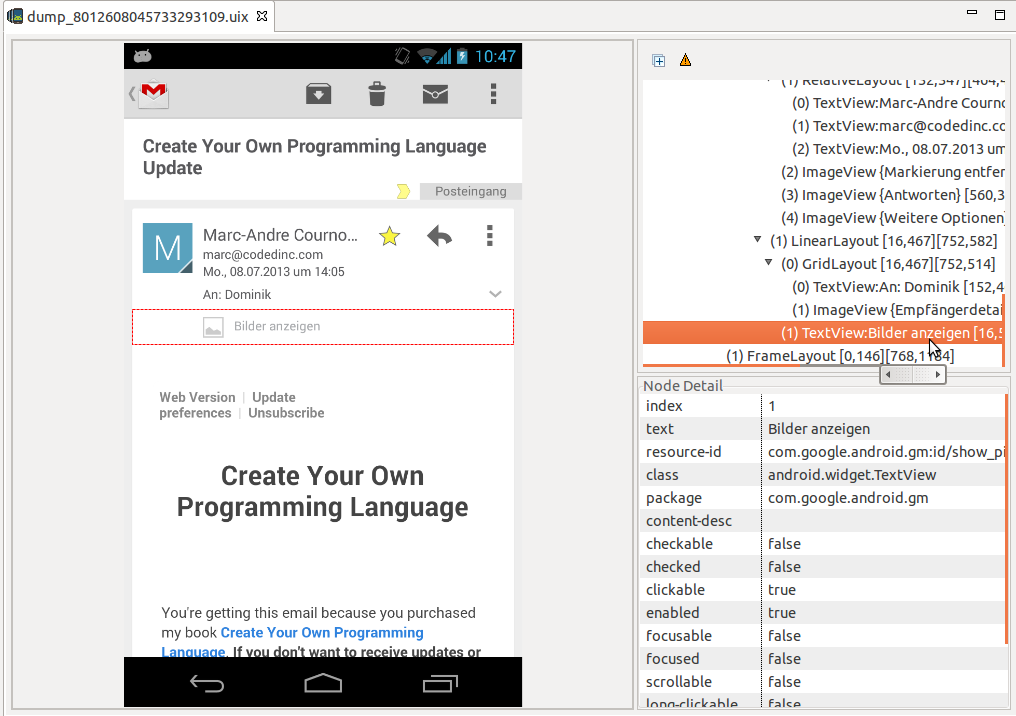 dump_8012608045733293109.uix
10:47
Create Your Own Programming Language
Update
Posteingang
M
Marc-Andre Courno...
marc@codedinc.com
Mo., 08.07.2013 um 14:05
An: Dominik
Bilder anzeigen
Web Version | Update
preferences | Unsubscribe
Create Your Own
Programming Language
You're getting this email because you purchased
my book Create Your Own Programming
Language. If you don't want to receive updates or
(1) RelativeLayout [152,347][464,4
(0) TextView:Marc-Andre Courno
(1) TextView:marc@codedinc.co
(2) TextView:Mo., 08.07.2013 um
(2) ImageView {Markierung entfer
(3) ImageView {Antworten} [560,3
(4) ImageView {Weitere Optionen}
(1) LinearLayout [16,467][752,582]
(0) GridLayout [16,467][752,514]
(0) TextView:An: Dominik [152,4
(1) ImageView {Empfängerdetai
(1) TextView:Bilder anzeigen [16,5
(1) FrameLayout [0,146][768,1184]
Node Detail
index 1
text Bilder anzeigen
resource-id com.google.android.gm:id/show_pi
class android.widget.TextView
package com.google.android.gm
content-desc
checkable false
checked false
clickable true
enabled true
focusable false
focused false
scrollable false
long-clickable false